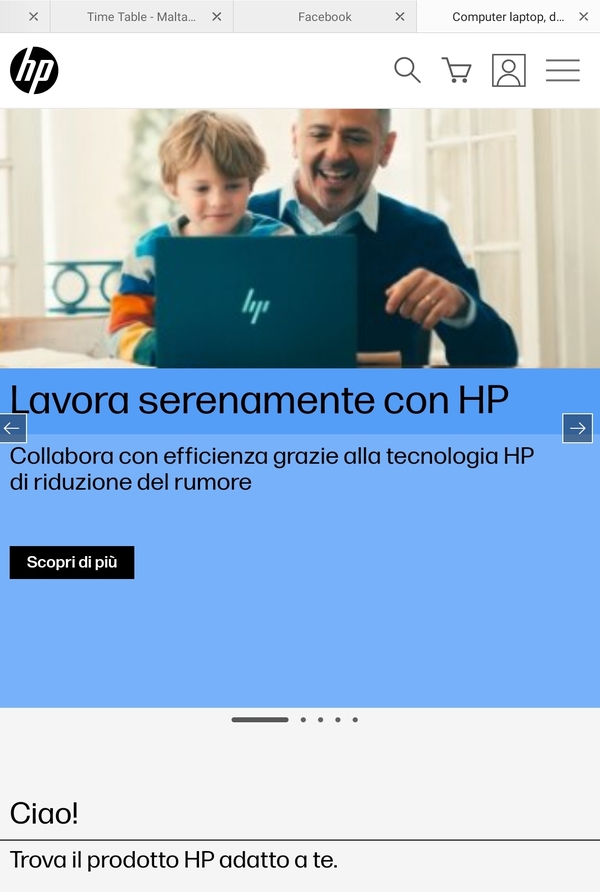 Time Table - Malta...
Facebook
Computer laptop, d...
hp
hp
Lavora serenamente con HP
Collabora con efficienza grazie alla tecnologia HP
di riduzione del rumore
Scopri di più
Ciao!
Trova il prodotto HP adatto a te.